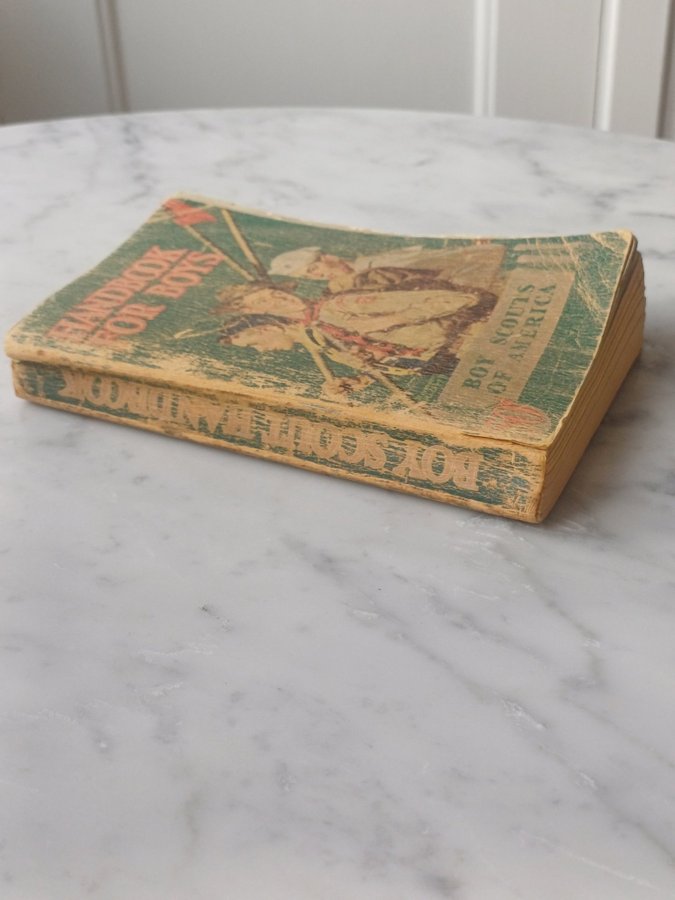 HANDBOOK
FOR BOYS
BOY SCOUTS
OF AMERICA
BOY SCOUT HANDBOOK